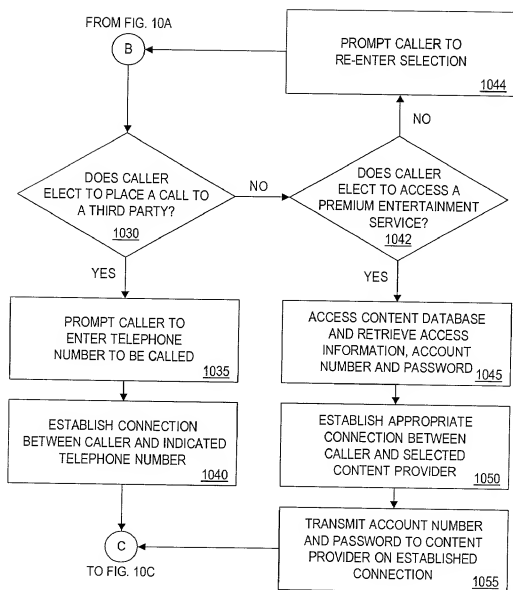 FROM FIG. 10A
B
PROMPT CALLER TO
RE-ENTER SELECTION
1044
NO
DOES CALLER
ELECT TO PLACE A CALL TO
A THIRD PARTY?
1030
NO
DOES CALLER
ELECT TO ACCESS A
PREMIUM ENTERTAINMENT
SERVICE?
1042
YES
YES
PROMPT CALLER TO
ENTER TELEPHONE
NUMBER TO BE CALLED
1035
ACCESS CONTENT DATABASE
AND RETRIEVE ACCESS
INFORMATION, ACCOUNT
NUMBER AND PASSWORD
1045
ESTABLISH CONNECTION
BETWEEN CALLER AND INDICATED
TELEPHONE NUMBER
1040
ESTABLISH APPROPRIATE
CONNECTION BETWEEN
CALLER AND SELECTED
CONTENT PROVIDER
1050
C
TO FIG. 10C
TRANSMIT ACCOUNT NUMBER
AND PASSWORD TO CONTENT
PROVIDER ON ESTABLISHED
CONNECTION
1055